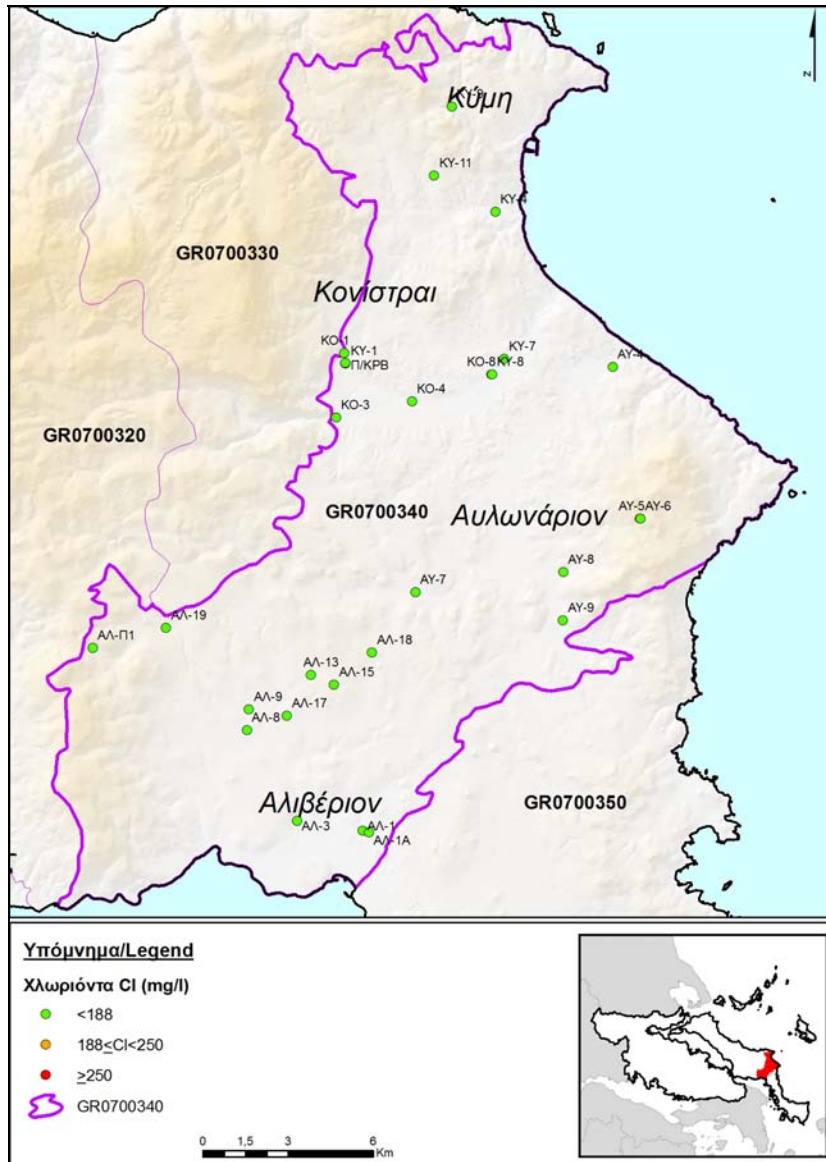 z
Κύμη
ΚΥ-9
ΚΥ-11
ΚΥ-4
GR0700330
Κονίστραι
ΚΟ-1
ΚΥ-1
Π/ΚΡΒ
ΚΥ-7
ΚΟ-8
ΚΥ-8
ΑΥ-4
ΚΟ-4
ΚΟ-3
GR0700320
GR0700340
Αυλωνάριον
ΑΥ-5
ΑΥ-6
ΑΥ-8
ΑΥ-7
ΑΥ-9
ΑΛ-19
ΑΛ-Π1
ΑΛ-18
ΑΛ-13
ΑΛ-15
ΑΛ-9
ΑΛ-17
ΑΛ-8
Αλιβέριον
GR0700350
ΑΛ-3
ΑΛ-1
ΑΛ-1Α
Υπόμνημα/Legend
Χλωριόντα Cl (mg/l)
<188
188≤Cl<250
≥250
GR0700340
0 1,5 3 6
Km